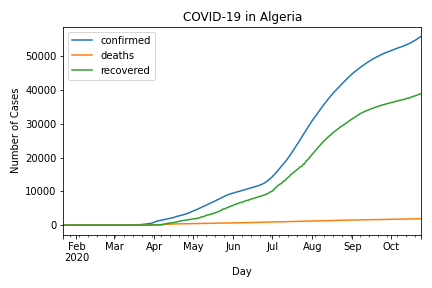 COVID-19 in Algeria
confirmed
deaths
recovered
Number of Cases
50000
40000
30000
20000
10000
0
Feb Mar Apr May Jun Jul Aug Sep Oct
2020
Day